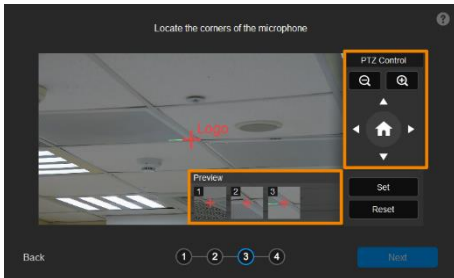 ?
Locate the corners of the microphone
PTZ Control
Logo
Preview
1 2 3
Set
Reset
Back
1 2 3 4
Next